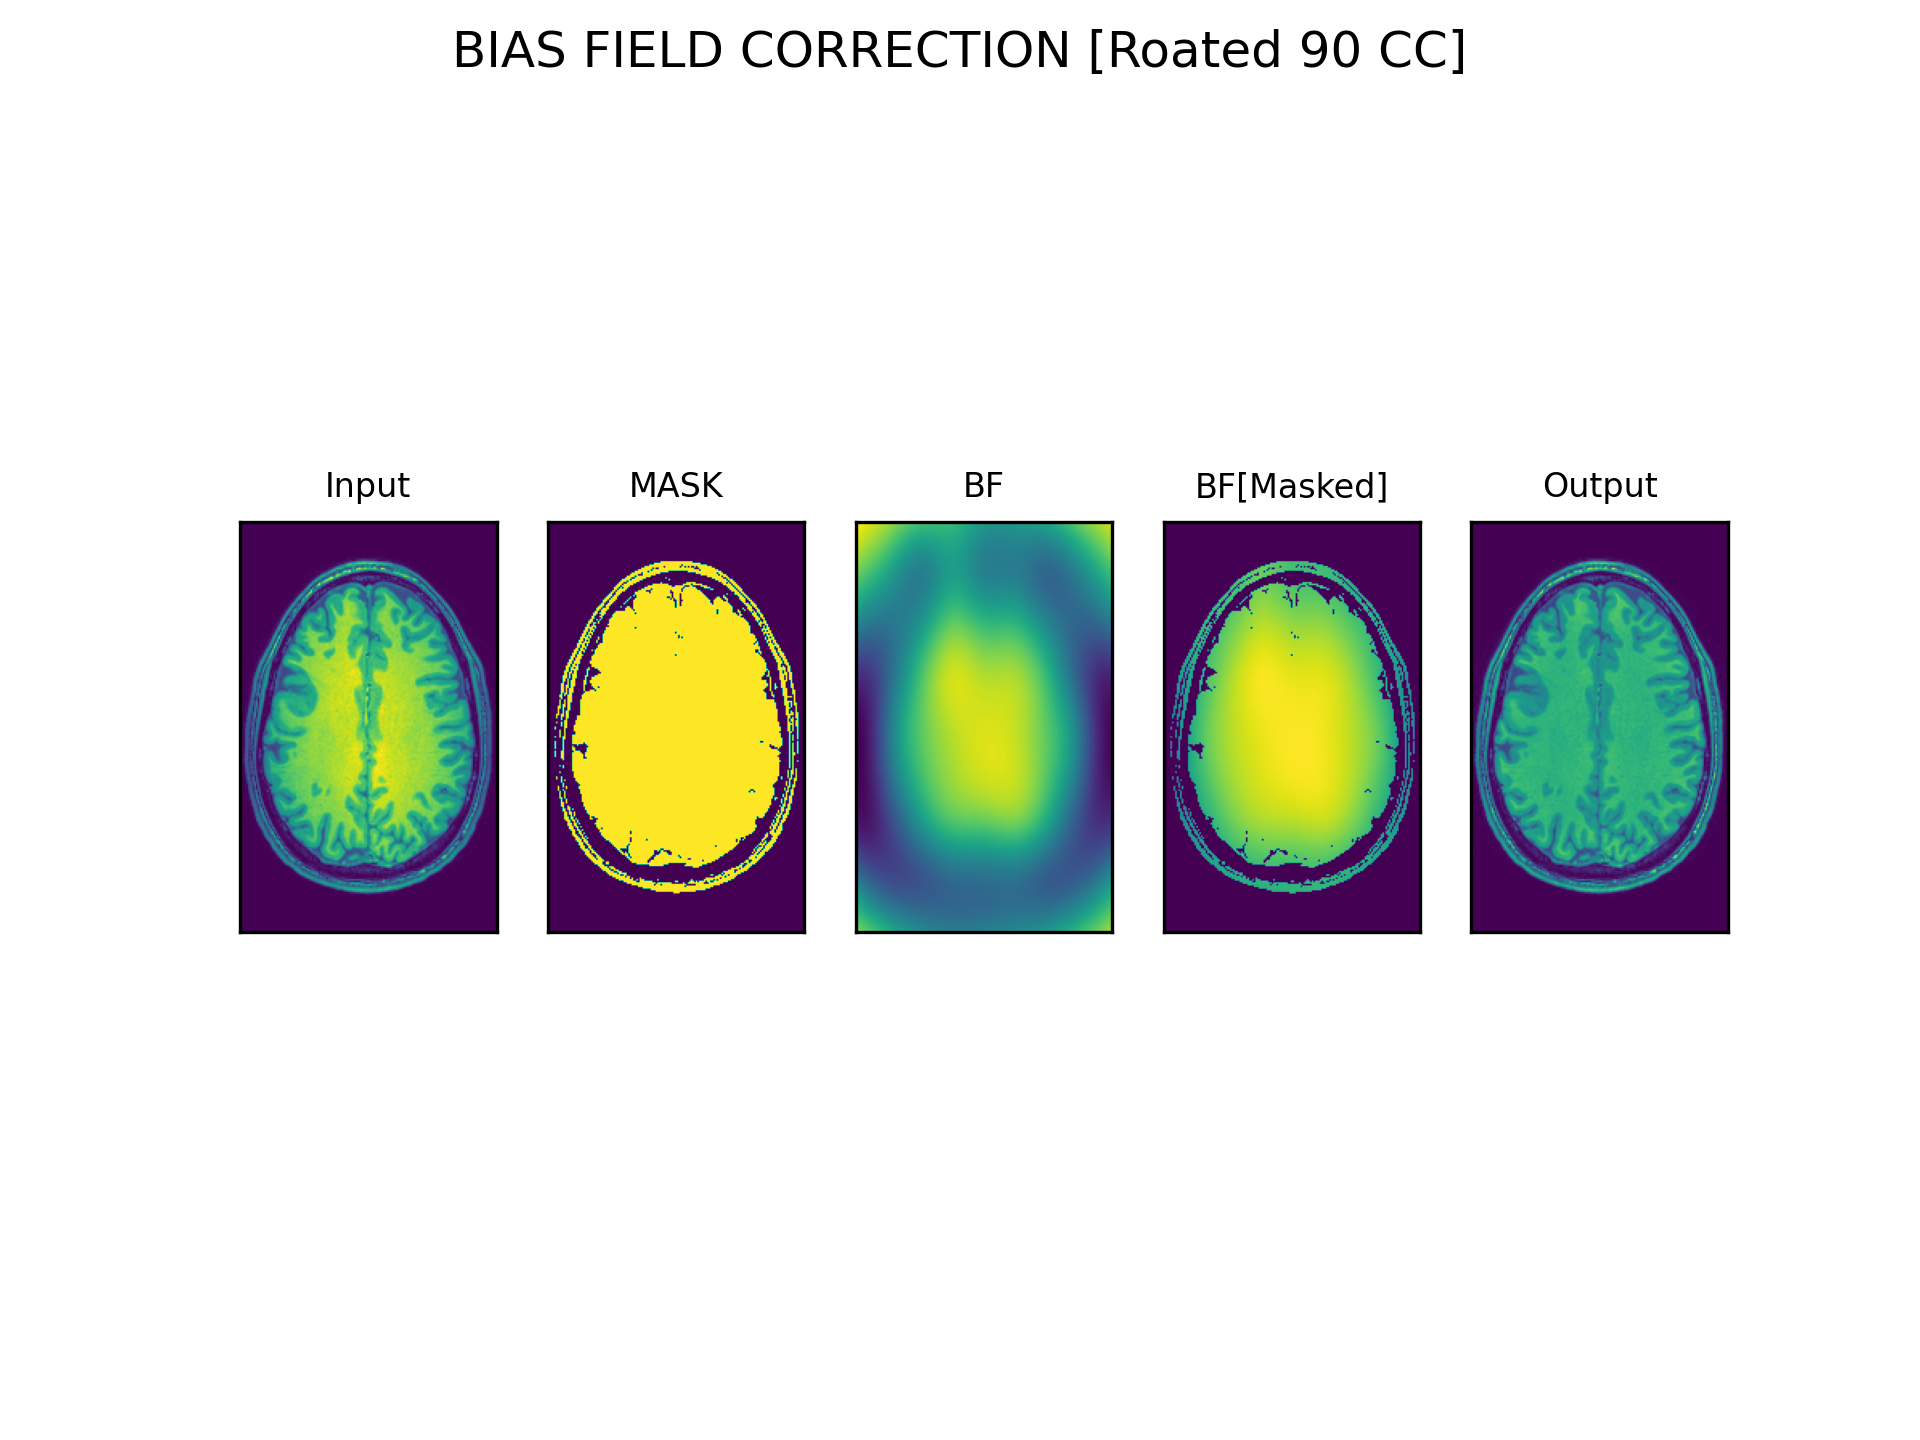 BIAS FIELD CORRECTION [Roated 90 CC]
Input
MASK
BF
BF[Masked]
Output